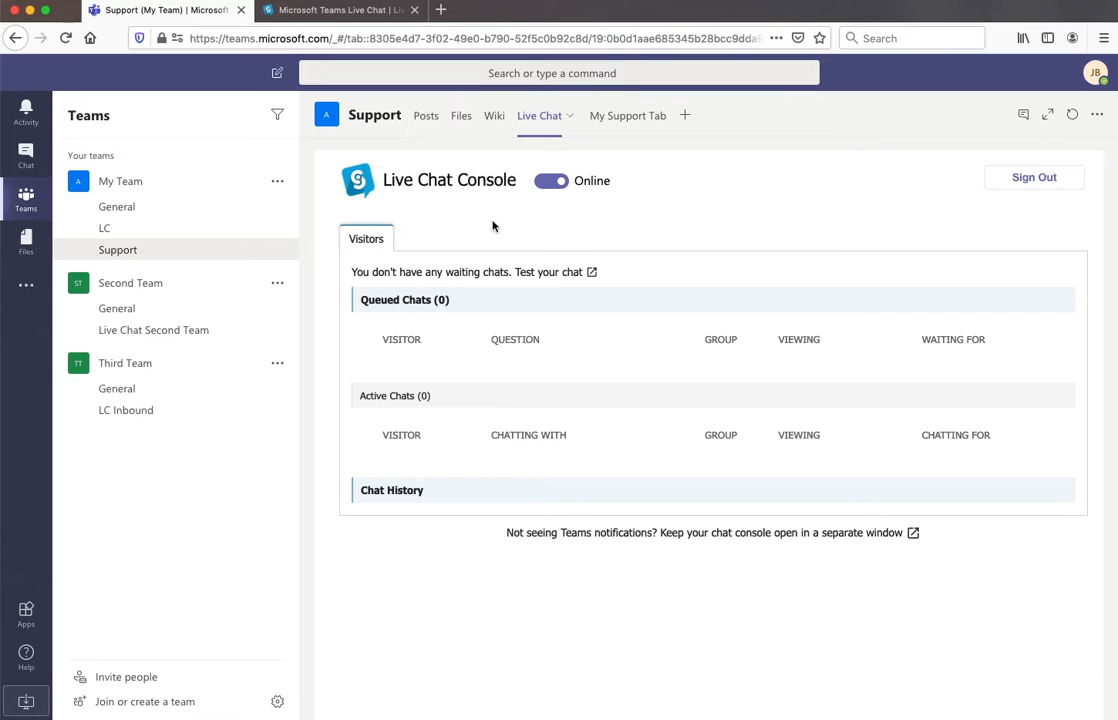 Support (My Team) | Microsoft
Microsoft Teams Live Chat | Li
https://teams.microsoft.com/_#/tab::8305e4d7-3f02-49e0-b790-52f5c0b92c8d/19:0b0d1aae685345b28bcc9dda9
Search
Search or type a command
JB
Activity
Chat
Teams
Files
Apps
Help
Teams
Your teams
A
My Team
General
LC
Support
ST
Second Team
General
Live Chat Second Team
TT
Third Team
General
LC Inbound
Invite people
Join or create a team
A
Support
Posts
Files
Wiki
Live Chat
My Support Tab
Live Chat Console
Online
Sign Out
Visitors
You don't have any waiting chats. Test your chat
Queued Chats (0)
VISITOR QUESTION GROUP VIEWING WAITING FOR
Active Chats (0)
VISITOR CHATTING WITH GROUP VIEWING CHATTING FOR
Chat History
Not seeing Teams notifications? Keep your chat console open in a separate window